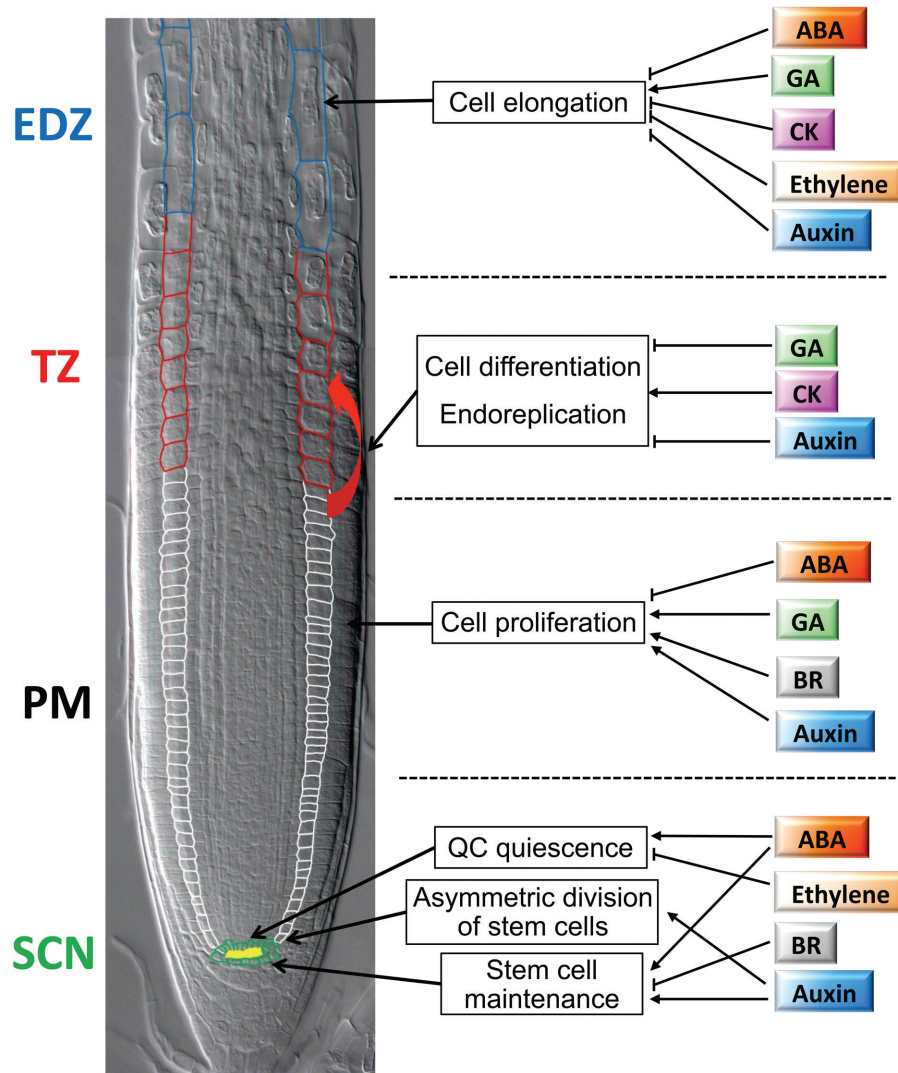 EDZ
Cell elongation
ABA
GA
CK
Ethylene
Auxin
TZ
Cell differentiation
Endoreplication
GA
CK
Auxin
PM
Cell proliferation
ABA
GA
BR
Auxin
SCN
QC quiescence
Asymmetric division
of stem cells
Stem cell
maintenance
ABA
Ethylene
BR
Auxin